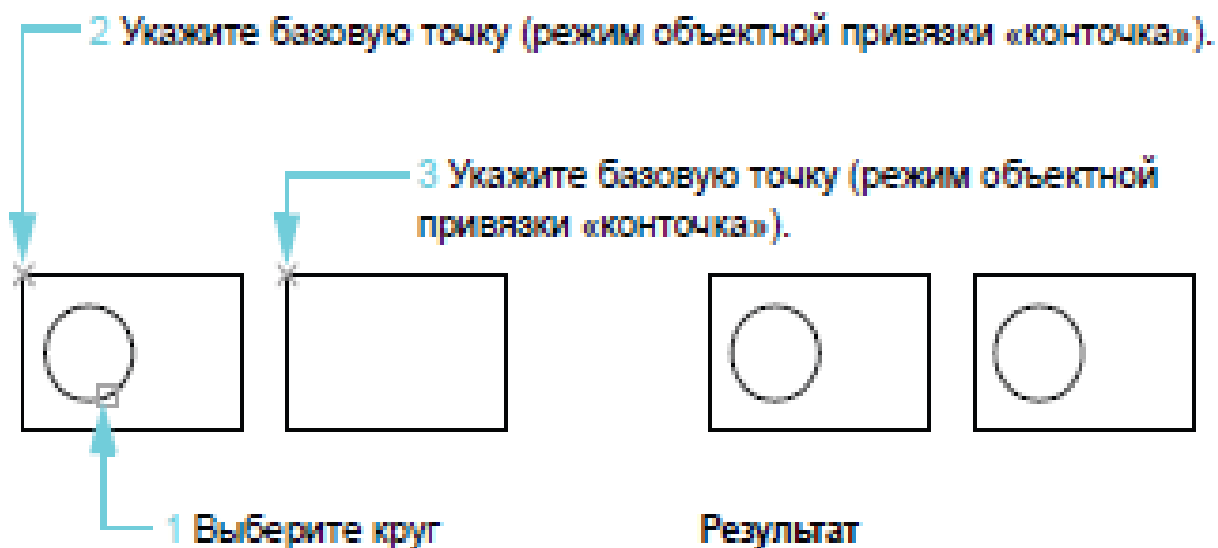 2 Укажите базовую точку (режим объектной привязки «конточка»).
3 Укажите базовую точку (режим объектной
привязки «конточка»).
1 Выберите круг
Результат